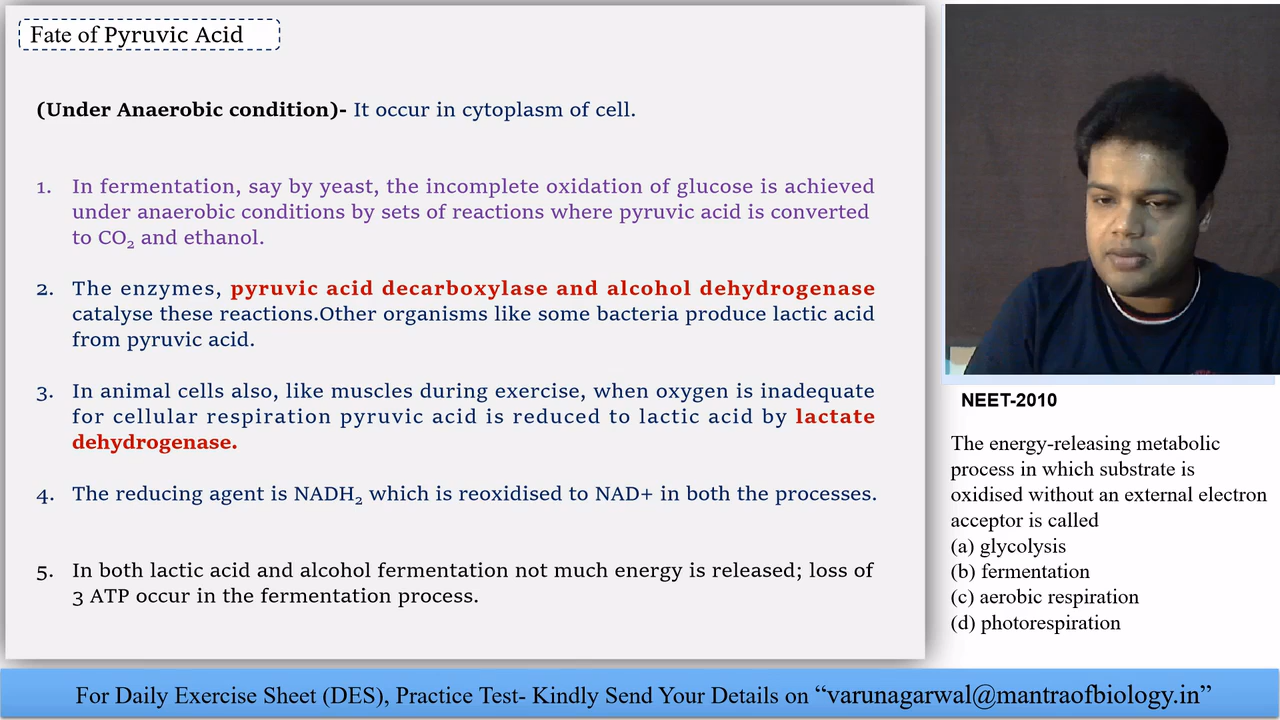 Fate of Pyruvic Acid
(Under Anaerobic condition)- It occur in cytoplasm of cell.
1. In fermentation, say by yeast, the incomplete oxidation of glucose is achieved
under anaerobic conditions by sets of reactions where pyruvic acid is converted
to CO₂ and ethanol.
2. The enzymes, pyruvic acid decarboxylase and alcohol dehydrogenase
catalyse these reactions.Other organisms like some bacteria produce lactic acid
from pyruvic acid.
3. In animal cells also, like muscles during exercise, when oxygen is inadequate
for cellular respiration pyruvic acid is reduced to lactic acid by lactate
dehydrogenase.
4. The reducing agent is NADH₂ which is reoxidised to NAD+ in both the processes.
5. In both lactic acid and alcohol fermentation not much energy is released; loss of
3 ATP occur in the fermentation process.
NEET-2010
The energy-releasing metabolic
process in which substrate is
oxidised without an external electron
acceptor is called
(a) glycolysis
(b) fermentation
(c) aerobic respiration
(d) photorespiration
For Daily Exercise Sheet (DES), Practice Test- Kindly Send Your Details on “varunagarwal@mantraofbiology.in”